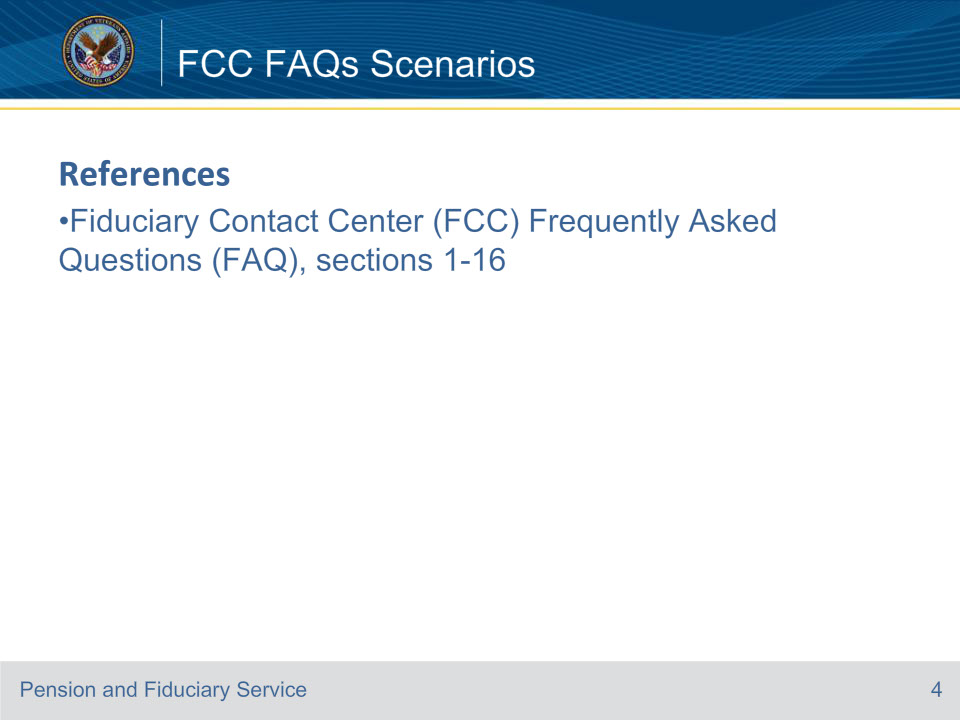 FCC FAQs Scenarios
References
•Fiduciary Contact Center (FCC) Frequently Asked
Questions (FAQ), sections 1-16
Pension and Fiduciary Service
4